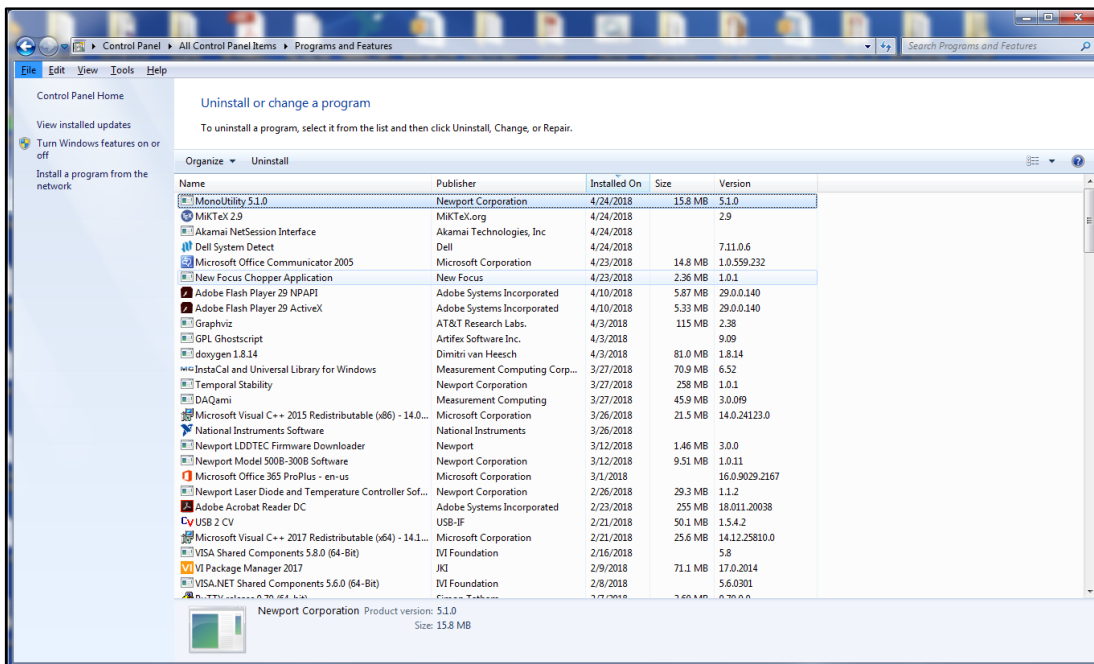 Control Panel ▸ All Control Panel Items ▸ Programs and Features
Search Programs and Features
File Edit View Tools Help
Control Panel Home
View installed updates
Turn Windows features on or
off
Install a program from the
network
Uninstall or change a program
To uninstall a program, select it from the list and then click Uninstall, Change, or Repair.
Organize Uninstall
Name Publisher Installed On Size Version
MonoUtility 5.1.0 Newport Corporation 4/24/2018 15.8 MB 5.1.0
MiKTeX 2.9 MiKTeX.org 4/24/2018 2.9
Akamai NetSession Interface Akamai Technologies, Inc 4/24/2018
Dell System Detect Dell 4/24/2018 7.11.0.6
Microsoft Office Communicator 2005 Microsoft Corporation 4/23/2018 14.8 MB 1.0.559.232
New Focus Chopper Application New Focus 4/23/2018 2.36 MB 1.0.1
Adobe Flash Player 29 NPAPI Adobe Systems Incorporated 4/10/2018 5.87 MB 29.0.0.140
Adobe Flash Player 29 ActiveX Adobe Systems Incorporated 4/10/2018 5.33 MB 29.0.0.140
Graphviz AT&T Research Labs. 4/3/2018 115 MB 2.38
GPL Ghostscript Artifex Software Inc. 4/3/2018 9.09
doxygen 1.8.14 Dimitri van Heesch 4/3/2018 81.0 MB 1.8.14
InstaCal and Universal Library for Windows Measurement Computing Corp... 3/27/2018 70.9 MB 6.52
Temporal Stability Newport Corporation 3/27/2018 258 MB 1.0.1
DAQami Measurement Computing 3/27/2018 45.9 MB 3.0.0f9
Microsoft Visual C++ 2015 Redistributable (x86) - 14.0... Microsoft Corporation 3/26/2018 21.5 MB 14.0.24123.0
National Instruments Software National Instruments 3/26/2018
Newport LDDTEC Firmware Downloader Newport 3/12/2018 1.46 MB 3.0.0
Newport Model 500B-300B Software Newport Corporation 3/12/2018 9.51 MB 1.0.11
Microsoft Office 365 ProPlus - en-us Microsoft Corporation 3/1/2018 16.0.9029.2167
Newport Laser Diode and Temperature Controller Sof... Newport Corporation 2/26/2018 29.3 MB 1.1.2
Adobe Acrobat Reader DC Adobe Systems Incorporated 2/23/2018 255 MB 18.011.20038
USB 2 CV USB-IF 2/21/2018 50.1 MB 1.5.4.2
Microsoft Visual C++ 2017 Redistributable (x64) - 14.1... Microsoft Corporation 2/21/2018 25.6 MB 14.12.25810.0
VISA Shared Components 5.8.0 (64-Bit) IVI Foundation 2/16/2018 5.8
VI Package Manager 2017 JKI 2/9/2018 71.1 MB 17.0.2014
VISA.NET Shared Components 5.6.0 (64-Bit) IVI Foundation 2/8/2018 5.6.0301
Newport Corporation Product version: 5.1.0
Size: 15.8 MB